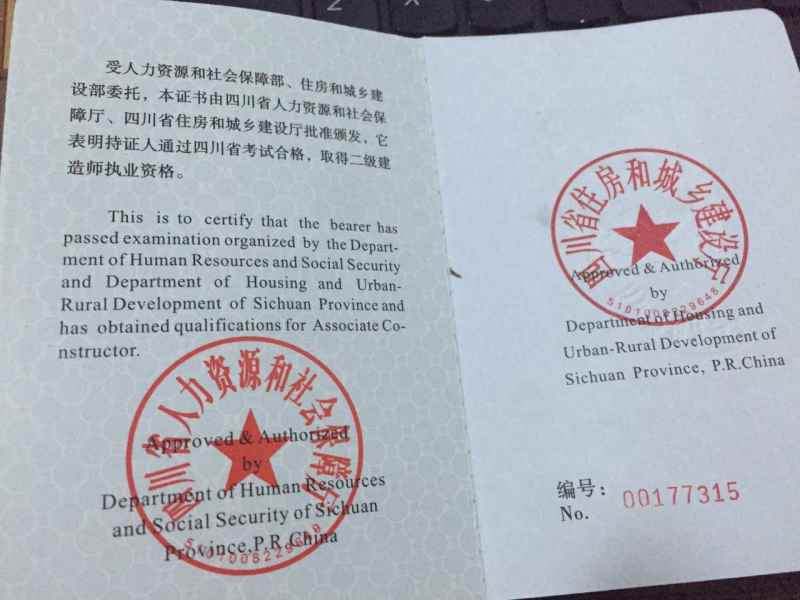 受人力资源和社会保障部、住房和城乡建
设部委托，本证书由四川省人力资源和社会保
障厅、四川省住房和城乡建设厅批准颁发，它
表明持证人通过四川省考试合格，取得二级建
造师执业资格。
This is to certify that the bearer has
passed examination organized by the Depart-
ment of Human Resources and Social Security
and Department of Housing and Urban-
Rural Development of Sichuan Province and
has obtained qualifications for Associate Co-
nstructor.
四川省人力资源和社会保障厅
Approved & Authorized
by
Department of Human Resources
and Social Security of Sichuan
Province,P.R.China
四川省住房和城乡建设厅
Approved & Authorized
by
Department of Housing and
Urban-Rural Development of
Sichuan Province, P.R.China
5101008229648
编号：
No. 00177315